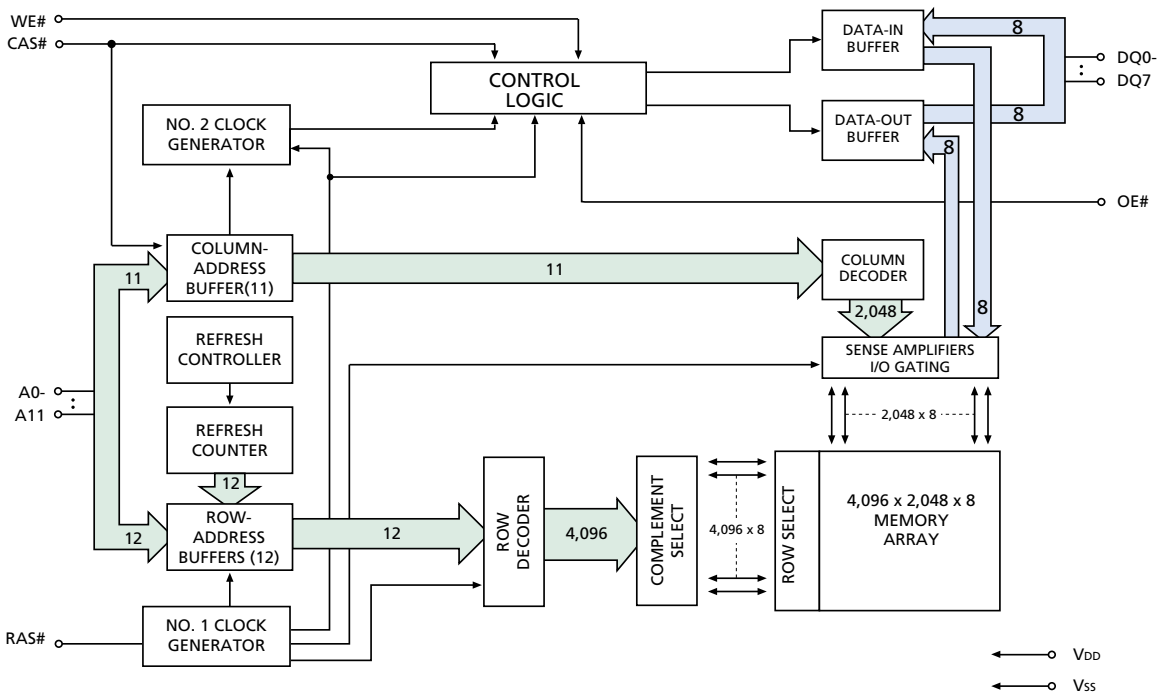 WE#
CAS#
CONTROL
LOGIC
DATA-IN
BUFFER
8
DQ0-
DQ7
NO. 2 CLOCK
GENERATOR
DATA-OUT
BUFFER
8
8
OE#
COLUMN-
ADDRESS
BUFFER(11)
11
11
COLUMN
DECODER
2,048
8
REFRESH
CONTROLLER
SENSE AMPLIFIERS
I/O GATING
A0-
A11
2,048 x 8
REFRESH
COUNTER
12
ROW-
ADDRESS
BUFFERS (12)
12
12
ROW
DECODER
4,096
COMPLEMENT
SELECT
4,096 x 8
ROW SELECT
4,096 x 2,048 x 8
MEMORY
ARRAY
RAS#
NO. 1 CLOCK
GENERATOR
VDD
VSS